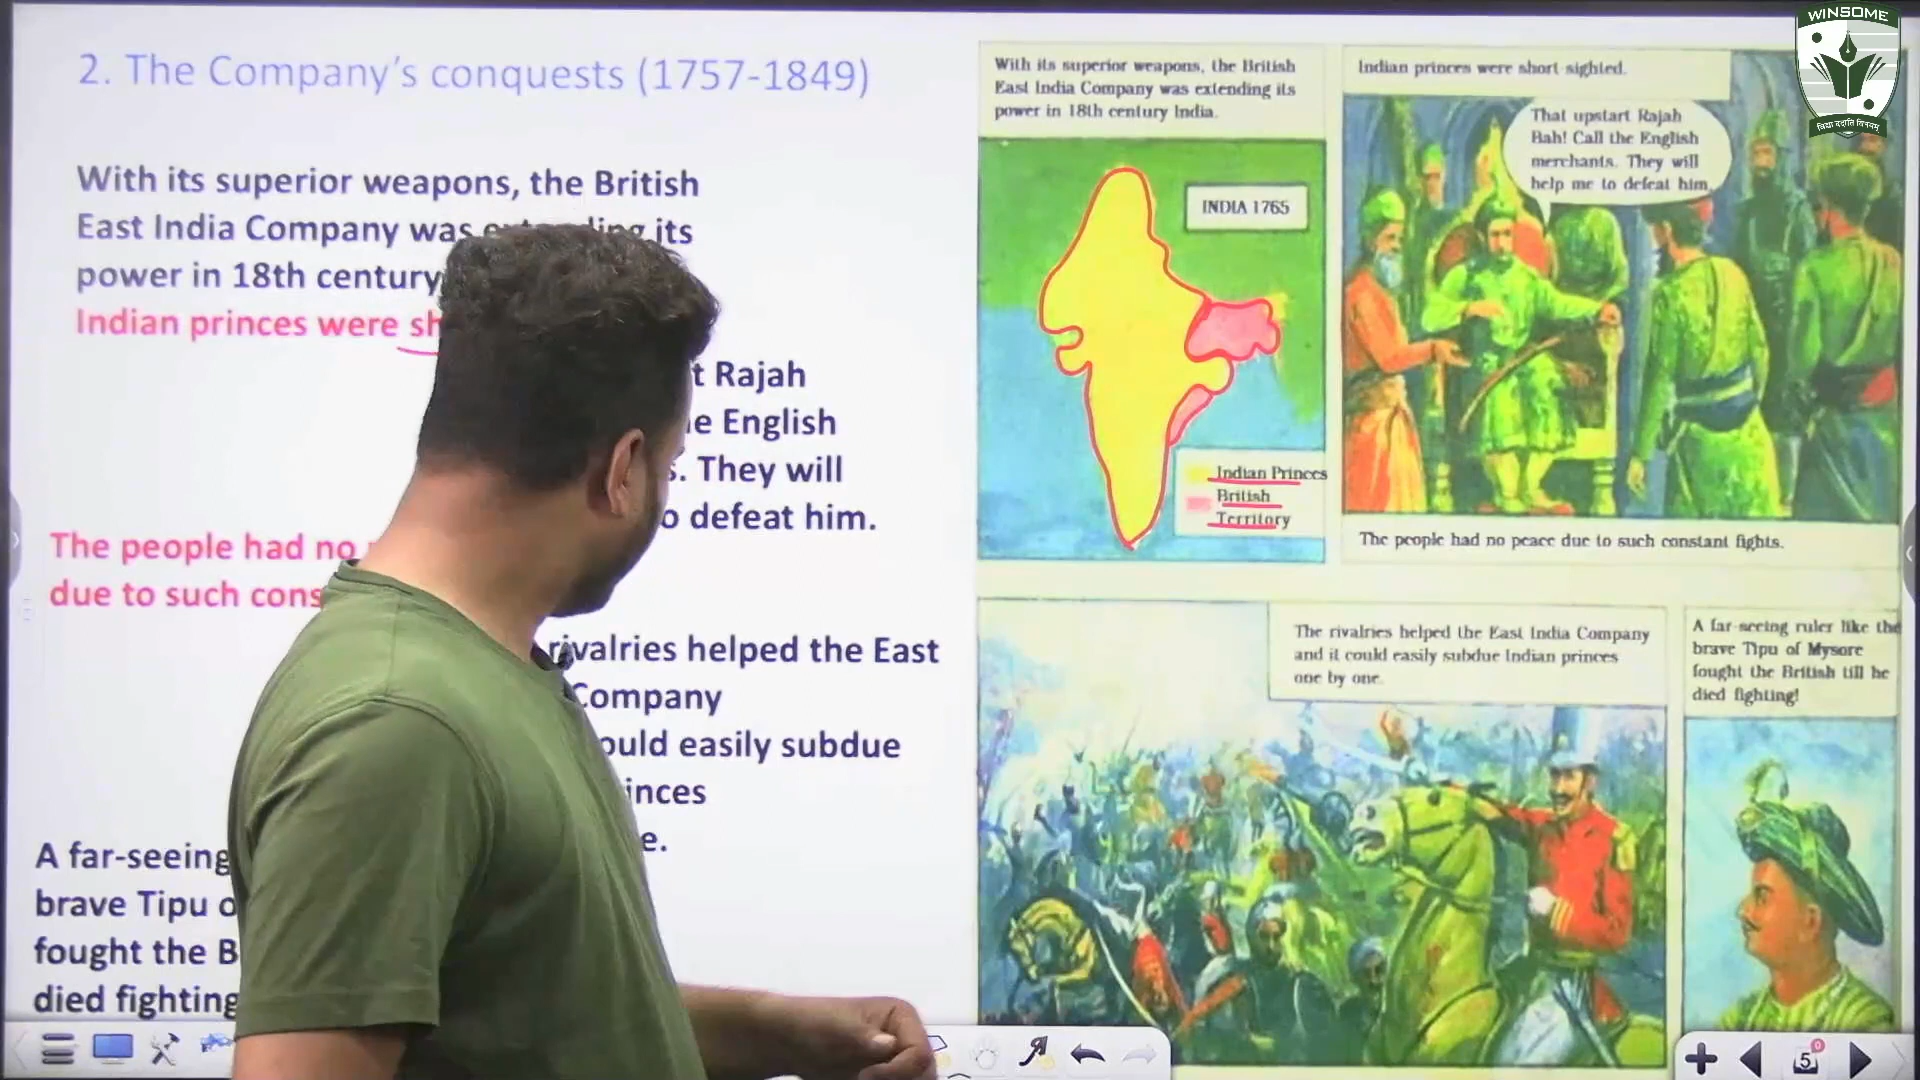 2. The Company's conquests (1757-1849)
With its superior weapons, the British
East India Company was extending its
power in 18th century
Indian princes were sh
t Rajah
e English
s. They will
o defeat him.
The people had no
due to such cons
rivalries helped the East
Company
ould easily subdue
inces
e.
A far-seeing
brave Tipu o
fought the B
died fighting
With its superior weapons, the British
East India Company was extending its
power in 18th century India.
INDIA 1765
Indian Princes
British
Territory
Indian princes were short sighted.
That upstart Rajah
Bah! Call the English
merchants. They will
help me to defeat him.
The people had no peace due to such constant fights.
The rivalries helped the East India Company
and it could easily subdue Indian princes
one by one.
A far seeing ruler like the
brave Tipu of Mysore
fought the British till he
died fighting!
WINSOME
विद्या ददाति विनयम्
5
0